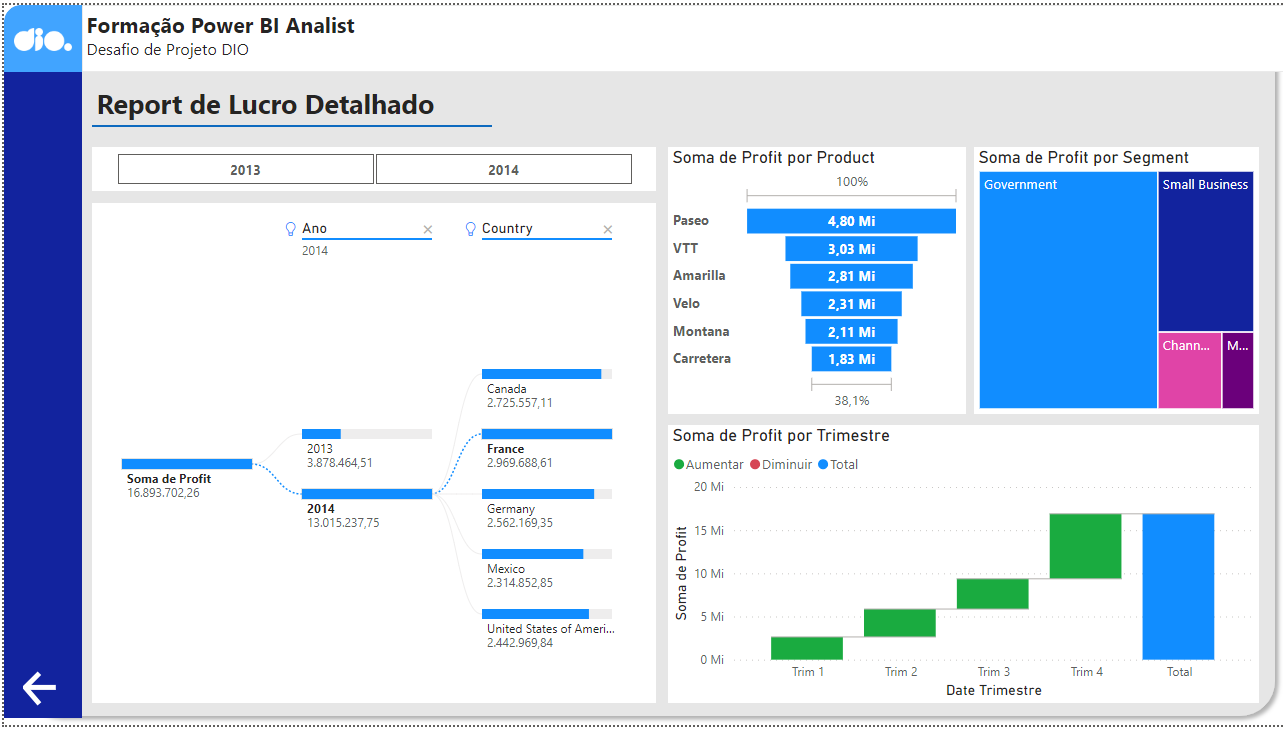 dio.
Formação Power BI Analist
Desafio de Projeto DIO
Report de Lucro Detalhado
2013
2014
Ano
2014
Country
Soma de Profit
16.893.702,26
2013
3.878.464,51
2014
13.015.237,75
Canada
2.725.557,11
France
2.969.688,61
Germany
2.562.169,35
Mexico
2.314.852,85
United States of Ameri...
2.442.969,84
Soma de Profit por Product
100%
Paseo 4,80 Mi
VTT 3,03 Mi
Amarilla 2,81 Mi
Velo 2,31 Mi
Montana 2,11 Mi
Carretera 1,83 Mi
38,1%
Soma de Profit por Segment
Government
Small Business
Chann...
M...
Soma de Profit por Trimestre
Aumentar Diminuir Total
Soma de Profit
20 Mi
15 Mi
10 Mi
5 Mi
0 Mi
Trim 1 Trim 2 Trim 3 Trim 4 Total
Date Trimestre